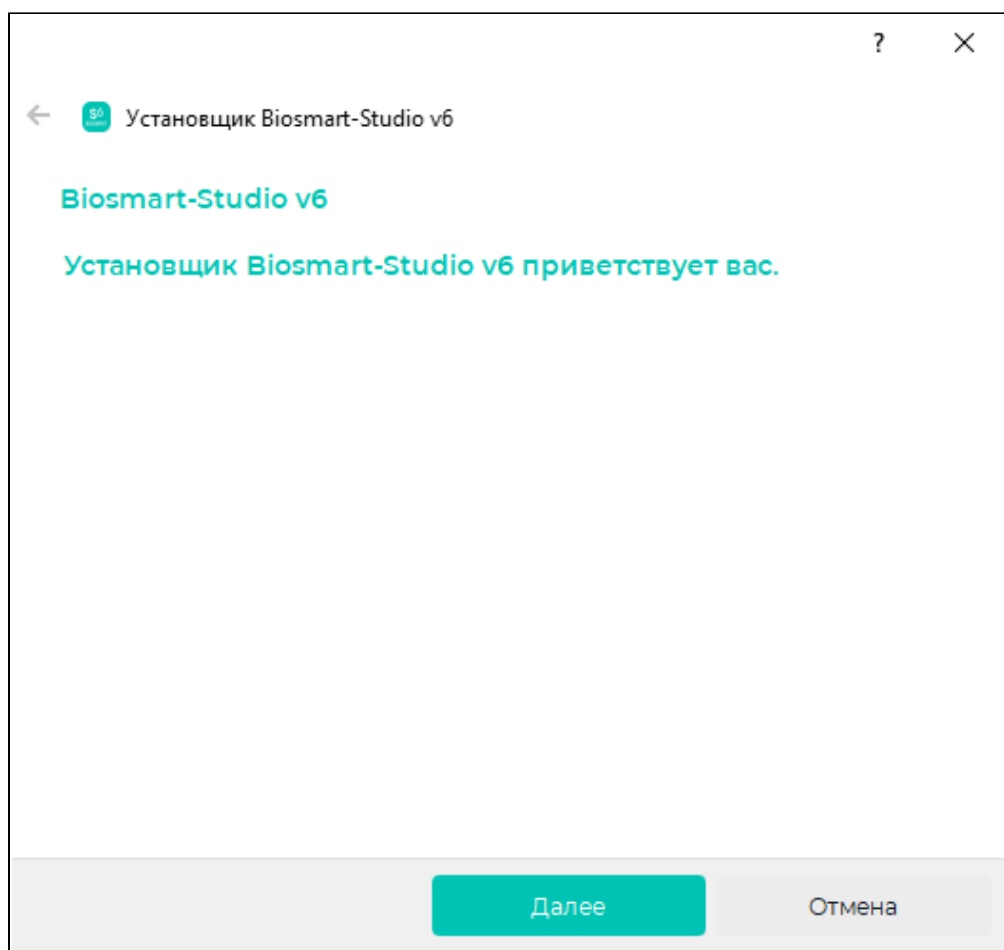 ?
Установщик Biosmart-Studio v6
Biosmart-Studio v6
Установщик Biosmart-Studio v6 приветствует вас.
Далее Отмена